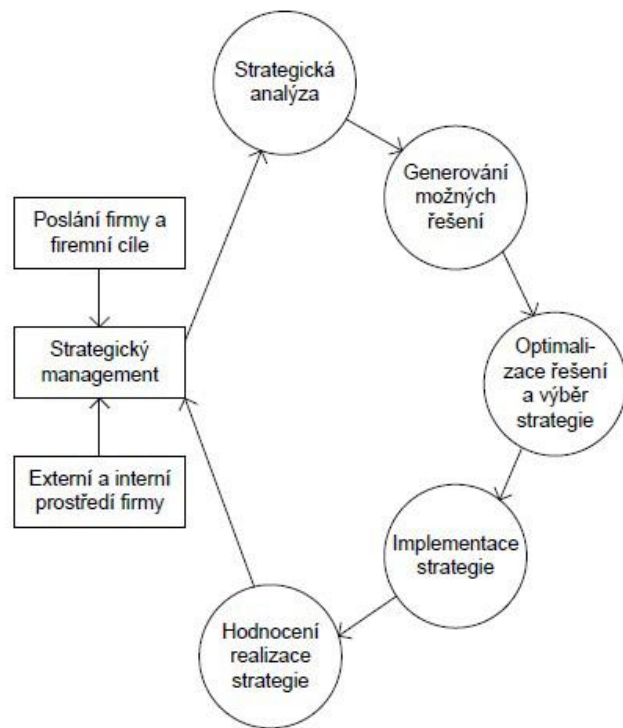 Strategická
analýza
Generování
možných
řešení
Poslání firmy a
firemní cíle
Strategický
management
Optimali-
zace řešení
a výběr
strategie
Externí a interní
prostředí firmy
Implementace
strategie
Hodnocení
realizace
strategie